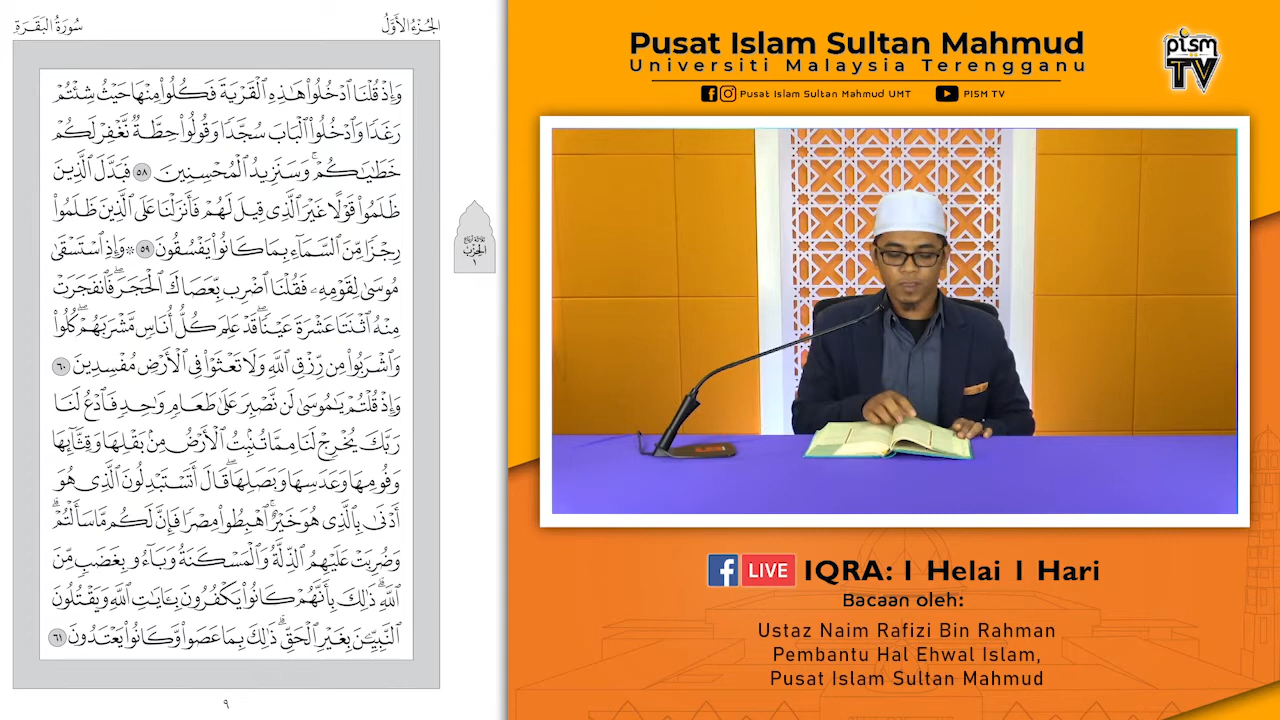 سُورَةُ الْبَقَرَةِ
الجُزْءُ الأَوَّلُ
وَإِذْ قُلْنَا ٱدْخُلُوا۟ هَـٰذِهِ ٱلْقَرْيَةَ فَكُلُوا۟ مِنْهَا حَيْثُ شِئْتُمْ
رَغَدًا وَٱدْخُلُوا۟ ٱلْبَابَ سُجَّدًا وَقُولُوا۟ حِطَّةٌ نَّغْفِرْ لَكُمْ
خَطَـٰيَـٰكُمْ ۚ وَسَنَزِيدُ ٱلْمُحْسِنِينَ ٥٨ فَبَدَّلَ ٱلَّذِينَ
ظَلَمُوا۟ قَوْلًا غَيْرَ ٱلَّذِى قِيلَ لَهُمْ فَأَنزَلْنَا عَلَى ٱلَّذِينَ ظَلَمُوا۟
رِجْزًا مِّنَ ٱلسَّمَآءِ بِمَا كَانُوا۟ يَفْسُقُونَ ٥٩ ۞ وَإِذِ ٱسْتَسْقَىٰ
مُوسَىٰ لِقَوْمِهِۦ فَقُلْنَا ٱضْرِب بِّعَصَاكَ ٱلْحَجَرَ ۖ فَٱنفَجَرَتْ
مِنْهُ ٱثْنَتَا عَشْرَةَ عَيْنًا ۖ قَدْ عَلِمَ كُلُّ أُنَاسٍ مَّشْرَبَهُمْ ۖ كُلُوا۟
وَٱشْرَبُوا۟ مِن رِّزْقِ ٱللَّهِ وَلَا تَعْثَوْا۟ فِى ٱلْأَرْضِ مُفْسِدِينَ ٦٠
وَإِذْ قُلْتُمْ يَـٰمُوسَىٰ لَن نَّصْبِرَ عَلَىٰ طَعَامٍ وَٰحِدٍ فَٱدْعُ لَنَا
رَبَّكَ يُخْرِجْ لَنَا مِمَّا تُنۢبِتُ ٱلْأَرْضُ مِنۢ بَقْلِهَا وَقِثَّآئِهَا
وَفُومِهَا وَعَدَسِهَا وَبَصَلِهَا ۖ قَالَ أَتَسْتَبْدِلُونَ ٱلَّذِى هُوَ
أَدْنَىٰ بِٱلَّذِى هُوَ خَيْرٌ ۚ ٱهْبِطُوا۟ مِصْرًا فَإِنَّ لَكُم مَّا سَأَلْتُمْ ۗ
وَضُرِبَتْ عَلَيْهِمُ ٱلذِّلَّةُ وَٱلْمَسْكَنَةُ وَبَآءُو بِغَضَبٍ مِّنَ
ٱللَّهِ ۗ ذَٰلِكَ بِأَنَّهُمْ كَانُوا۟ يَكْفُرُونَ بِـَٔايَـٰتِ ٱللَّهِ وَيَقْتُلُونَ
ٱلنَّبِيِّـۧنَ بِغَيْرِ ٱلْحَقِّ ۗ ذَٰلِكَ بِمَا عَصَوا۟ وَّكَانُوا۟ يَعْتَدُونَ ٦١
٩
ثلاثة أرباع
الحزب
١
Pusat Islam Sultan Mahmud
Universiti Malaysia Terengganu
Pusat Islam Sultan Mahmud UMT
PISM TV
pism
TV
LIVE IQRA: 1 Helai 1 Hari
Bacaan oleh:
Ustaz Naim Rafizi Bin Rahman
Pembantu Hal Ehwal Islam,
Pusat Islam Sultan Mahmud